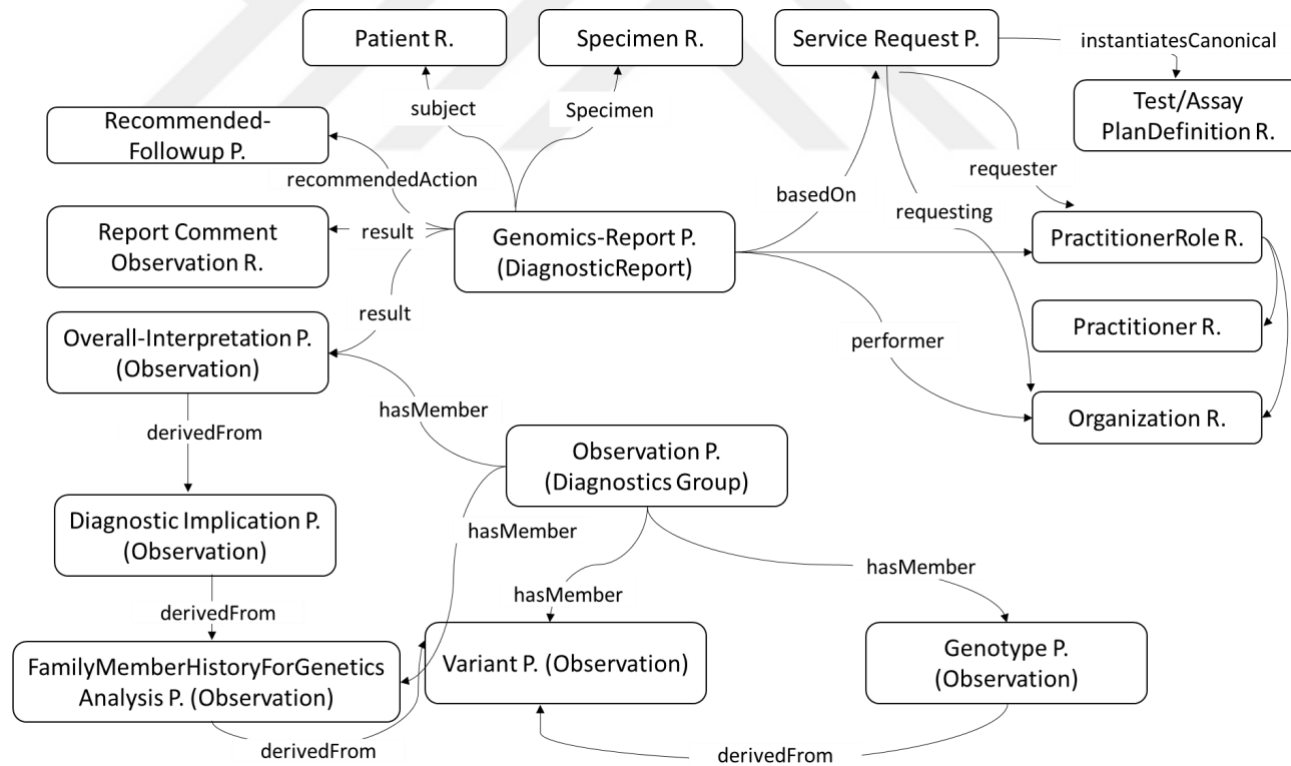 Patient R.
Specimen R.
Service Request P.
instantiatesCanonical
Test/Assay
PlanDefinition R.
subject
Specimen
Recommended-
Followup P.
recommendedAction
basedOn
requester
requesting
Report Comment
Observation R.
result
Genomics-Report P.
(DiagnosticReport)
PractitionerRole R.
result
Practitioner R.
Overall-Interpretation P.
(Observation)
performer
hasMember
Organization R.
derivedFrom
Observation P.
(Diagnostics Group)
Diagnostic Implication P.
(Observation)
hasMember
hasMember
hasMember
derivedFrom
FamilyMemberHistoryForGenetics
Analysis P. (Observation)
Variant P. (Observation)
Genotype P.
(Observation)
derivedFrom
derivedFrom